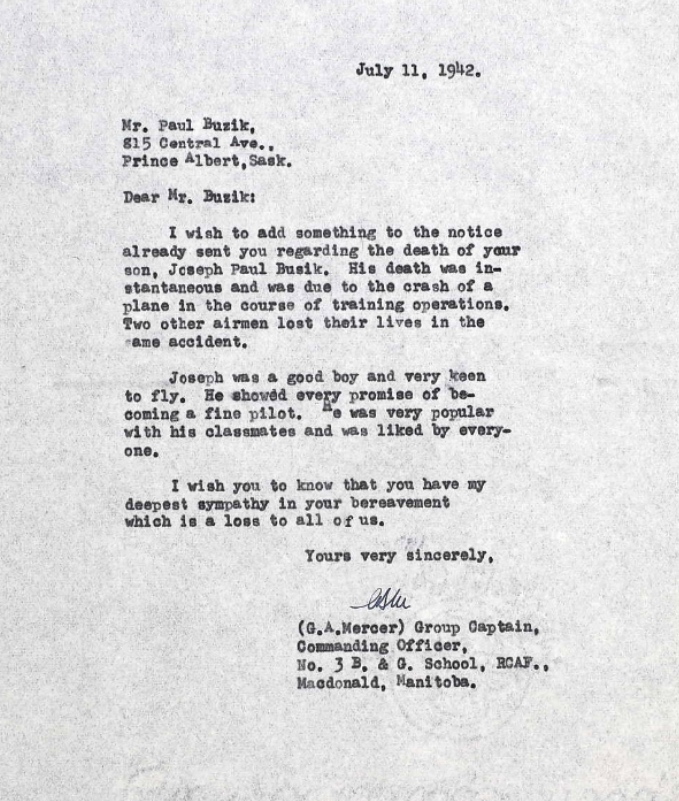 July 11, 1942.
Mr. Paul Buzik,
815 Central Ave.,
Prince Albert,Sask.
Dear Mr. Buzik:
I wish to add something to the notice
already sent you regarding the death of your
son, Joseph Paul Busik. His death was in-
stantaneous and was due to the crash of a
plane in the course of training operations.
Two other airmen lost their lives in the
ame accident.
Joseph was a good boy and very keen
to fly. He showed every promise of be-
coming a fine pilot. He was very popular
with his classmates and was liked by every-
one.
I wish you to know that you have my
deepest sympathy in your bereavement
which is a loss to all of us.
Yours very sincerely,
(G.A.Mercer) Group Captain,
Commanding Officer,
No. 3 B. & G. School, RCAF.,
Macdonald, Manitoba.